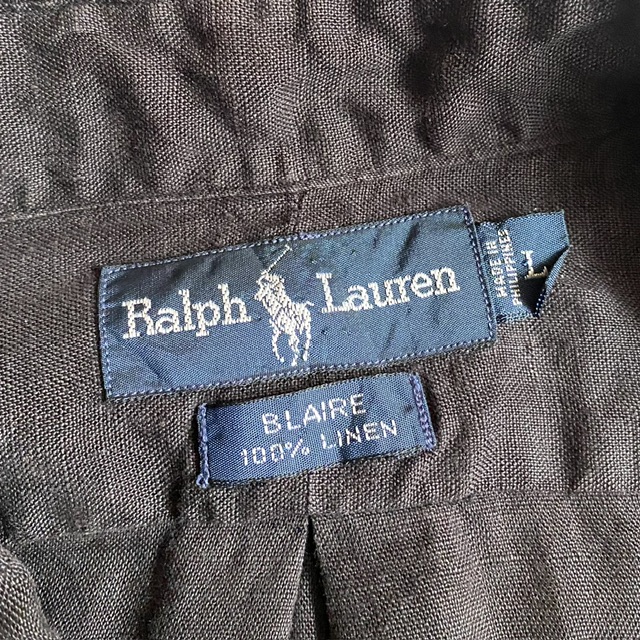 Ralph Lauren
MADE IN
PHILIPPINES
L
BLAIRE
100% LINEN